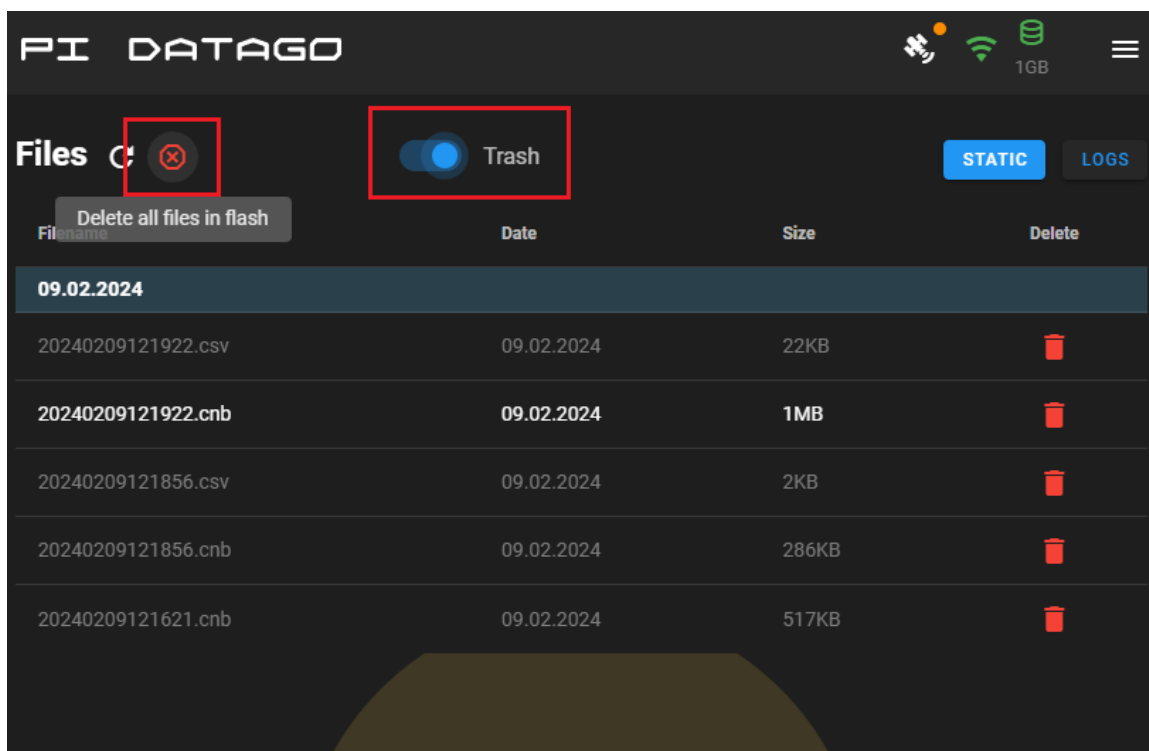 PI DATAGO
1GB
Files
Trash
STATIC LOGS
Delete all files in flash
Filename Date Size Delete
09.02.2024
20240209121922.csv 09.02.2024 22KB
20240209121922.cnb 09.02.2024 1MB
20240209121856.csv 09.02.2024 2KB
20240209121856.cnb 09.02.2024 286KB
20240209121621.cnb 09.02.2024 517KB